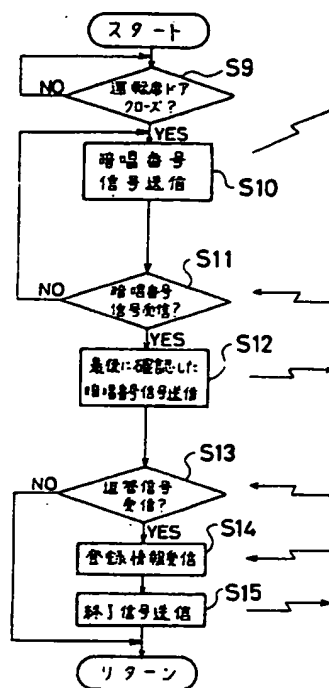 スタート
S9
運転席ドア
クローズ?
NO
YES
暗唱番号
信号送信
S10
S11
暗唱番号
信号受信?
NO
YES
S12
最後に確認した
暗唱番号信号送信
S13
返答信号
受信?
NO
YES
S14
登録情報受信
S15
終了信号送信
リターン